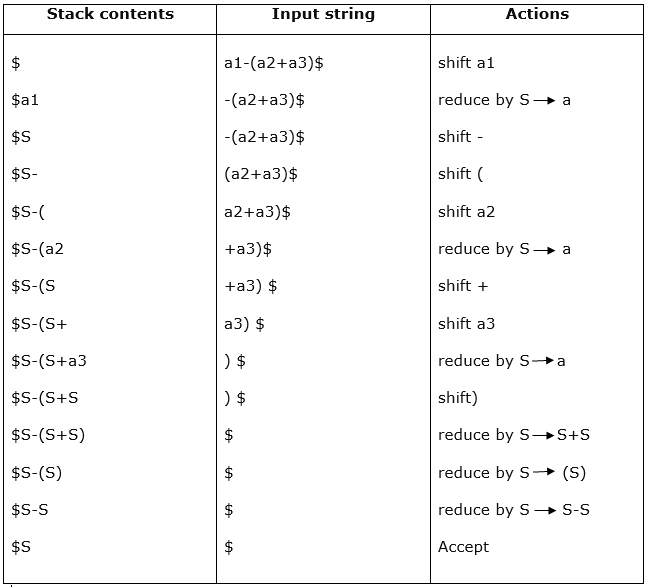 Stack contents Input string Actions
$ a1-(a2+a3)$ shift a1
$a1 -(a2+a3)$ reduce by S → a
$S -(a2+a3)$ shift -
$S- (a2+a3)$ shift (
$S-( a2+a3)$ shift a2
$S-(a2 +a3)$ reduce by S → a
$S-(S +a3) $ shift +
$S-(S+ a3) $ shift a3
$S-(S+a3 ) $ reduce by S→a
$S-(S+S ) $ shift)
$S-(S+S) $ reduce by S→S+S
$S-(S) $ reduce by S→ (S)
$S-S $ reduce by S → S-S
$S $ Accept